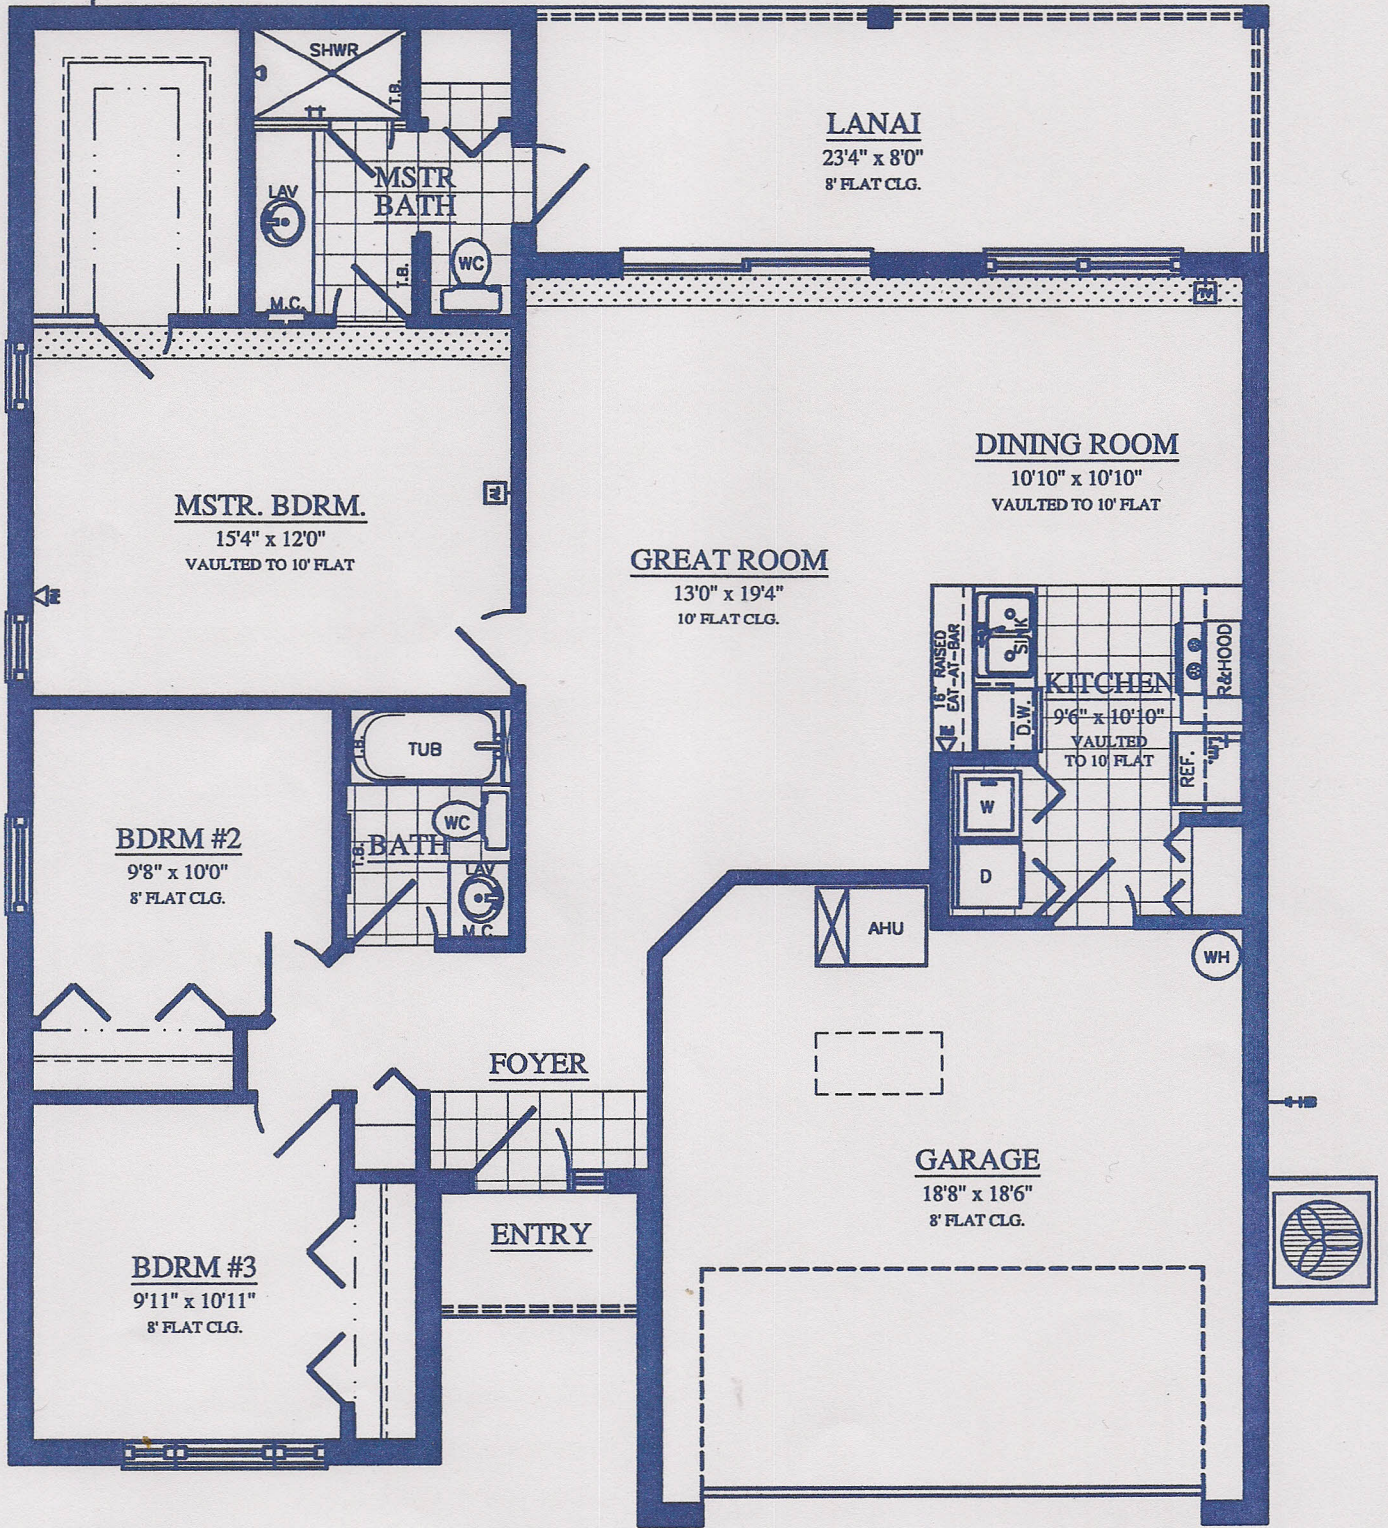 SHWR
T.B.
LANAI
23'4" x 8'0"
8' FLAT CLG.
MSTR
BATH
LAV
WC
T.B.
M.C.
TV
DINING ROOM
10'10" x 10'10"
VAULTED TO 10' FLAT
MSTR. BDRM.
15'4" x 12'0"
VAULTED TO 10' FLAT
TV
GREAT ROOM
13'0" x 19'4"
10' FLAT CLG.
16" RAISED
EAT-AT-BAR
SINK
D.W.
R&HOOD
KITCHEN
9'6" x 10'10"
VAULTED
TO 10' FLAT
REF.
"W"
TUB
T.B.
WC
BATH
T.B.
LAV
M.C.
BDRM #2
9'8" x 10'0"
8' FLAT CLG.
W
D
AHU
WH
FOYER
GARAGE
18'8" x 18'6"
8' FLAT CLG.
ENTRY
BDRM #3
9'11" x 10'11"
8' FLAT CLG.